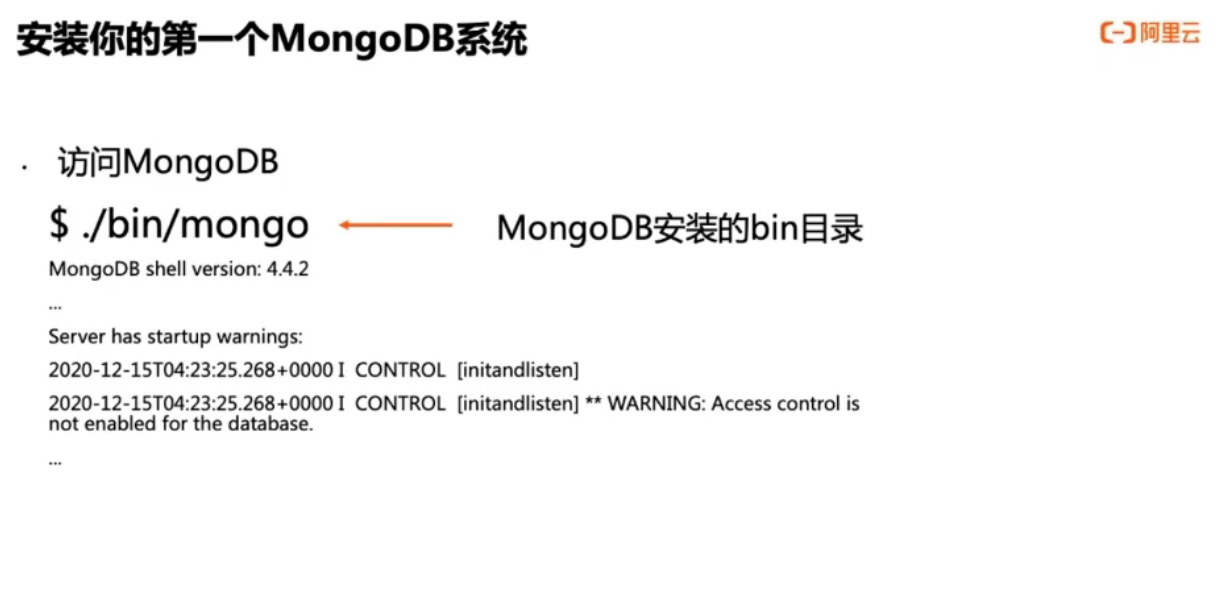 安装你的第一个MongoDB系统
阿里云
· 访问MongoDB
$ ./bin/mongo
MongoDB安装的bin目录
MongoDB shell version: 4.4.2
...
Server has startup warnings:
2020-12-15T04:23:25.268+0000 I CONTROL [initandlisten]
2020-12-15T04:23:25.268+0000 I CONTROL [initandlisten] ** WARNING: Access control is
not enabled for the database.
...